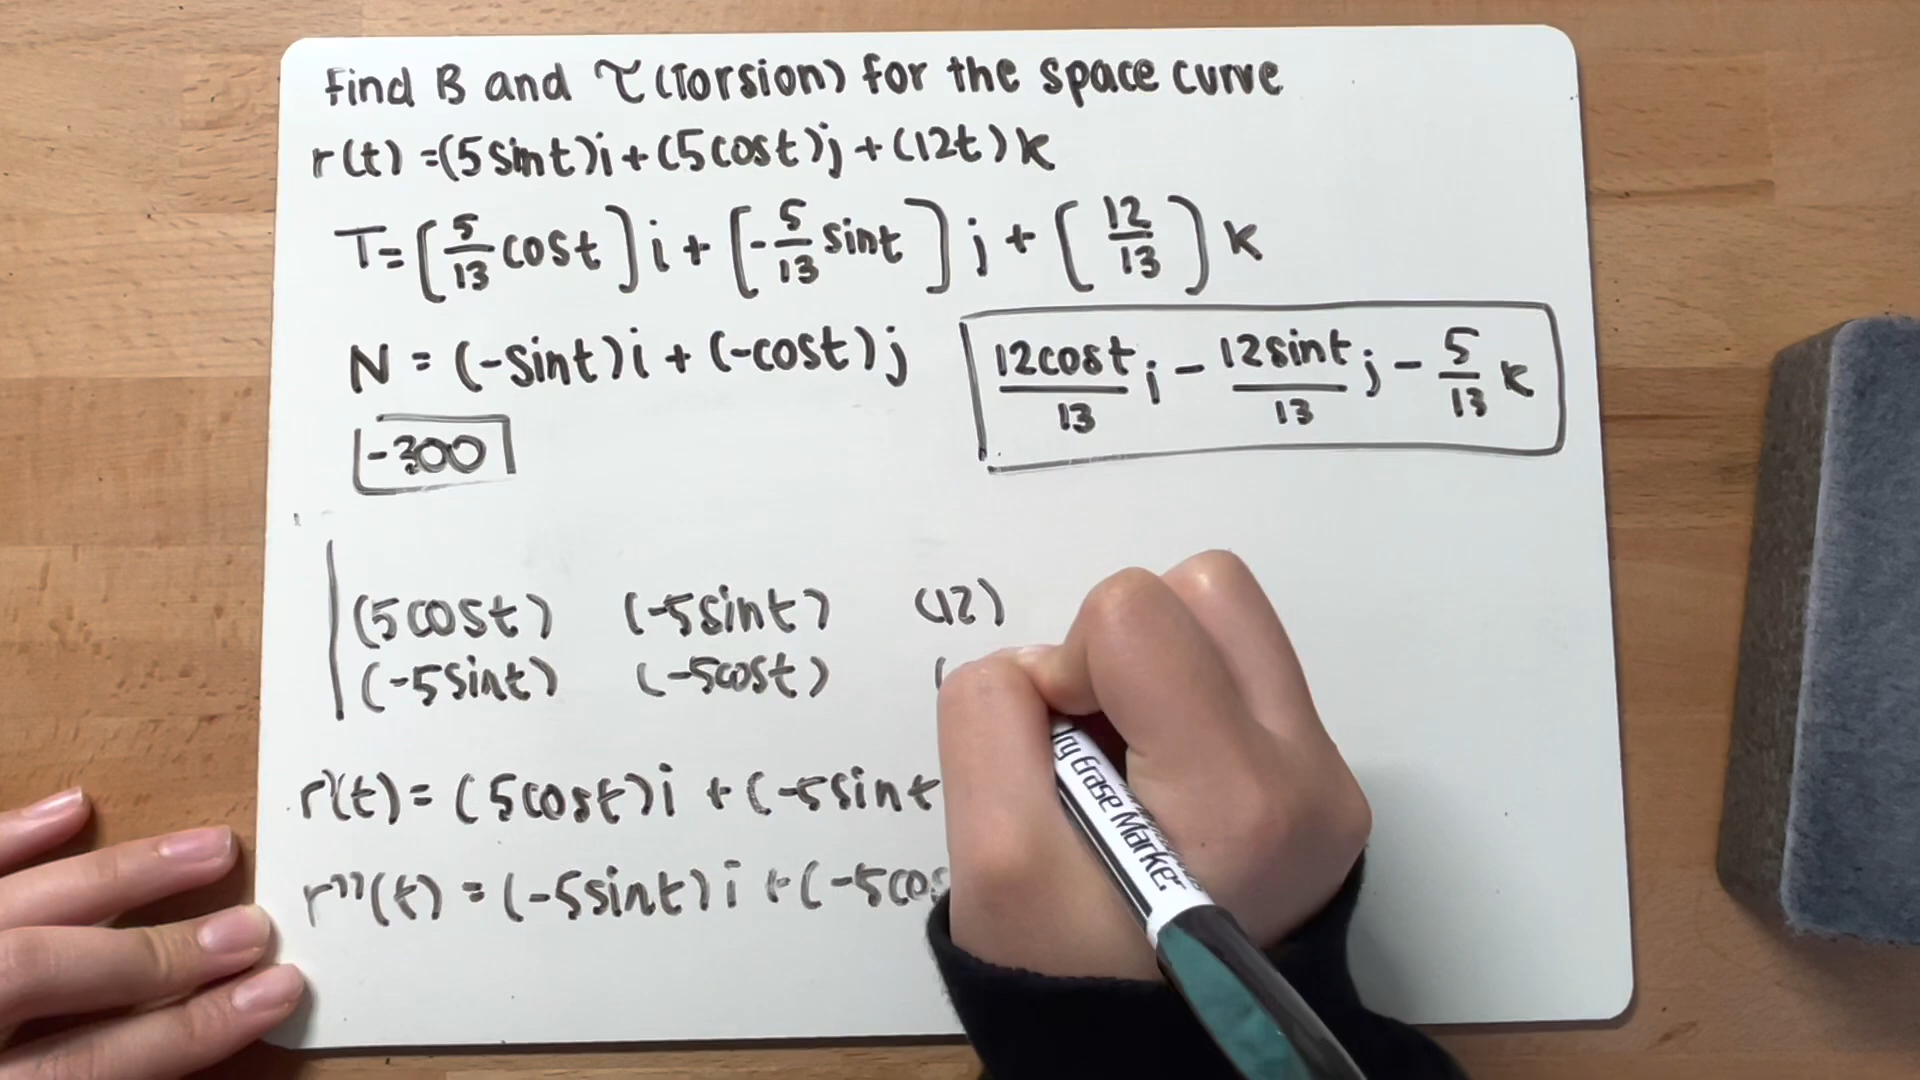 Find B and τ (Torsion) for the space curve
r(t) = (5sint)i + (5cost)j + (12t)k
T = [5/13 cost]i + [-5/13 sint]j + [12/13]k
N = (-sint)i + (-cost)j
12cost/13 i - 12sint/13 j - 5/13 k
-300
(5cost) (-5sint) (12)
(-5sint) (-5cost) (
r'(t) = (5cost)i + (-5sint
r''(t) = (-5sint)i + (-5cos
Dry Erase Marker